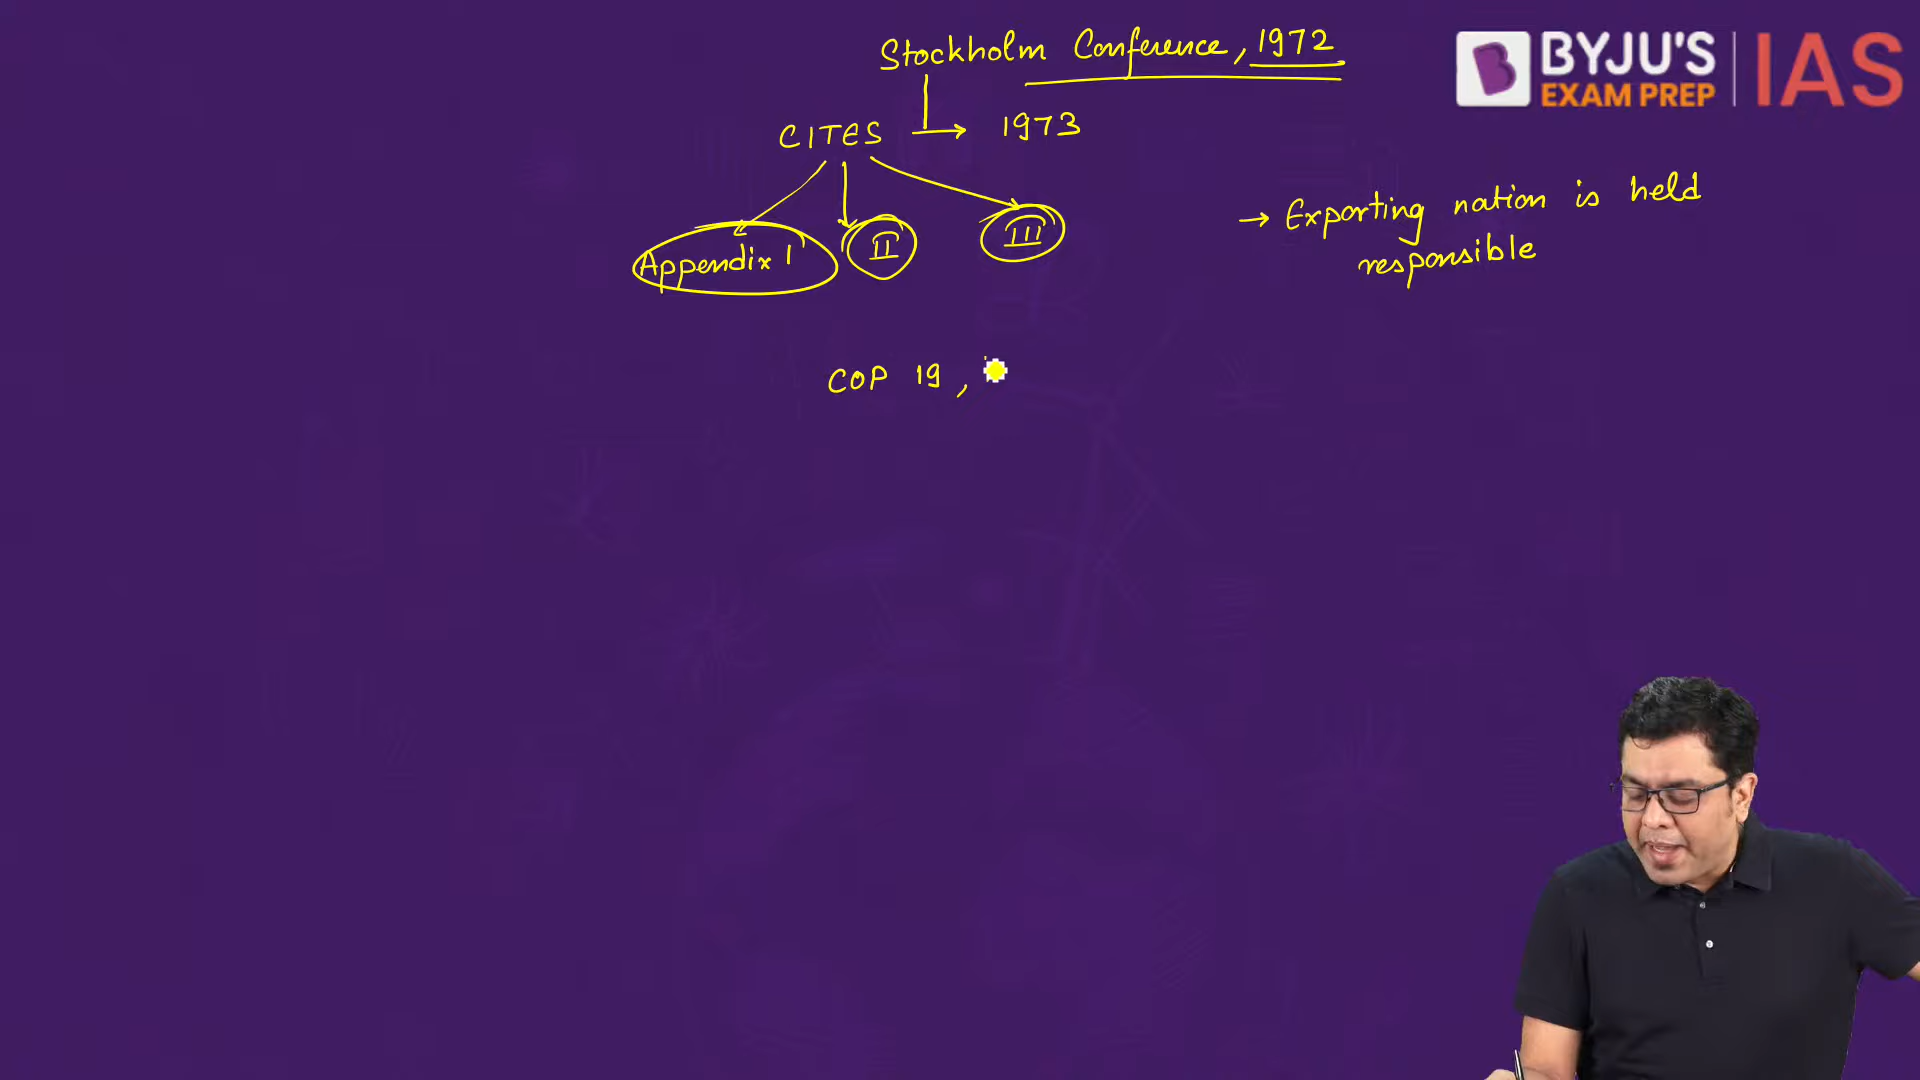 Stockholm Conference, 1972
BYJU'S
EXAM PREP
IAS
CITES → 1973
→ Exporting nation is held
responsible
Appendix I
II
III
COP 19,